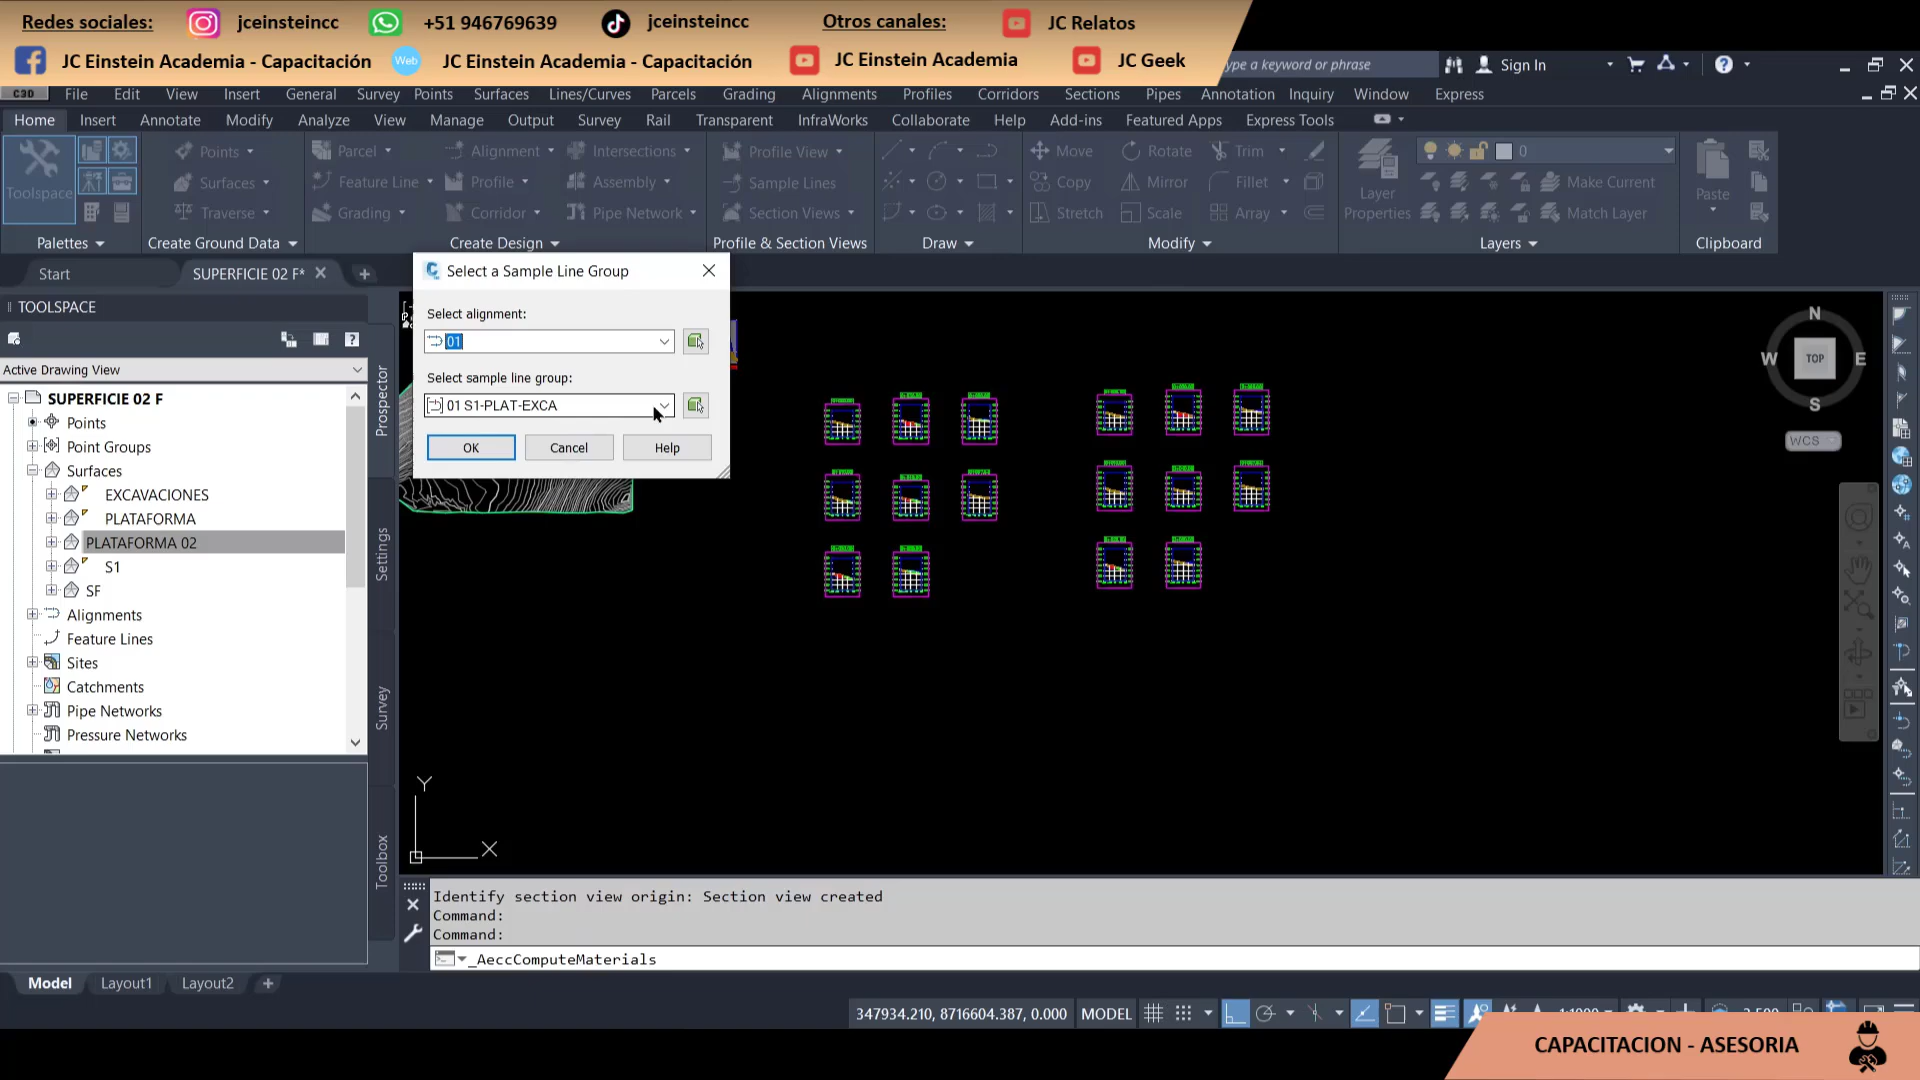 Redes sociales: jceinsteincc +51 946769639 jceinsteincc Otros canales: JC Relatos
JC Einstein Academia - Capacitación Web JC Einstein Academia - Capacitación JC Einstein Academia JC Geek
ype a keyword or phrase Sign In
C3D File Edit View Insert General Survey Points Surfaces Lines/Curves Parcels Grading Alignments Profiles Corridors Sections Pipes Annotation Inquiry Window Express
Home Insert Annotate Modify Analyze View Manage Output Survey Rail Transparent InfraWorks Collaborate Help Add-ins Featured Apps Express Tools
Points Parcel Alignment Intersections Profile View Move Rotate Trim 0
Toolspace Surfaces Feature Line Profile Assembly Sample Lines Copy Mirror Fillet Layer Properties Make Current Paste
Traverse Grading Corridor Pipe Network Section Views Stretch Scale Array Match Layer
Palettes Create Ground Data Create Design Profile & Section Views Draw Modify Layers Clipboard
Start SUPERFICIE 02 F*
Select a Sample Line Group
Select alignment:
01
Select sample line group:
01 S1-PLAT-EXCA
OK Cancel Help
TOOLSPACE
Active Drawing View
SUPERFICIE 02 F
Points
Point Groups
Surfaces
EXCAVACIONES
PLATAFORMA
PLATAFORMA 02
S1
SF
Alignments
Feature Lines
Sites
Catchments
Pipe Networks
Pressure Networks
Prospector
Settings
Survey
Toolbox
N
W TOP E
S
WCS
Y
X
Identify section view origin: Section view created
Command:
Command:
_AeccComputeMaterials
Model Layout1 Layout2
347934.210, 8716604.387, 0.000 MODEL
CAPACITACION - ASESORIA